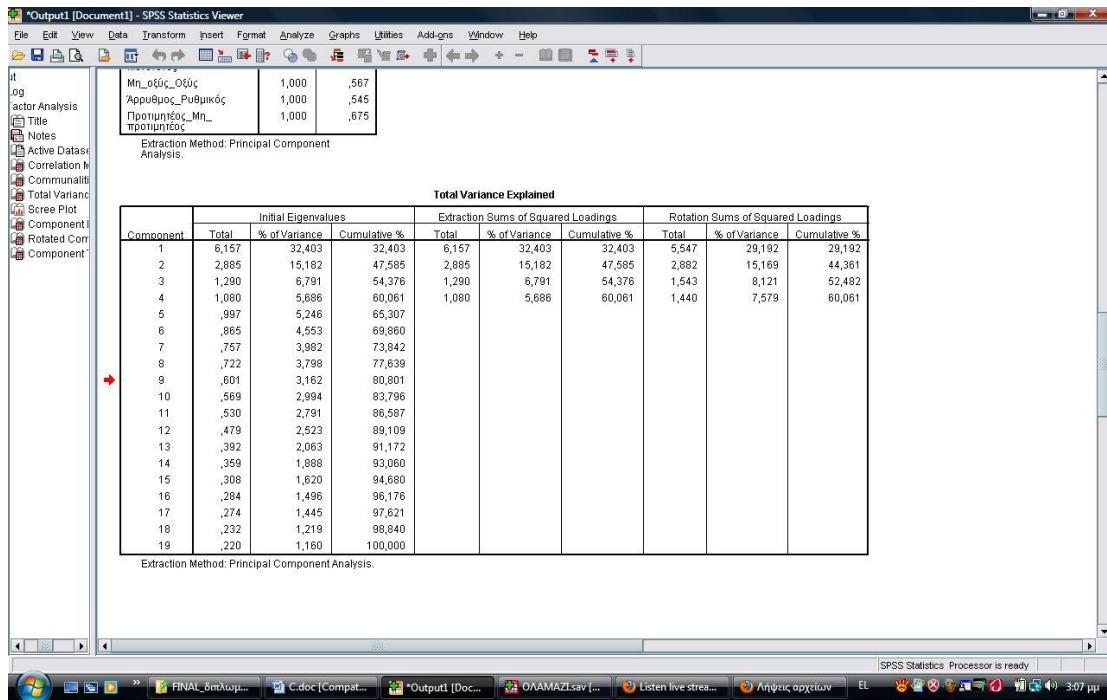 *Output1 [Document1] - SPSS Statistics Viewer
File Edit View Data Transform Insert Format Analyze Graphs Utilities Add-ons Window Help
Log
Factor Analysis
Title
Notes
Active Datase
Correlation M
Communaliti
Total Varianc
Scree Plot
Component
Rotated Com
Component
Μη_οξύς_Οξύς 1,000 ,567
Άρρυθμος_Ρυθμικός 1,000 ,545
Προτιμητέος_Μη_
προτιμητέος 1,000 ,675
Extraction Method: Principal Component
Analysis.
Total Variance Explained
Initial Eigenvalues Extraction Sums of Squared Loadings Rotation Sums of Squared Loadings
Component Total % of Variance Cumulative % Total % of Variance Cumulative % Total % of Variance Cumulative %
1 6,157 32,403 32,403 6,157 32,403 32,403 5,547 29,192 29,192
2 2,885 15,182 47,585 2,885 15,182 47,585 2,882 15,169 44,361
3 1,290 6,791 54,376 1,290 6,791 54,376 1,543 8,121 52,482
4 1,080 5,686 60,061 1,080 5,686 60,061 1,440 7,579 60,061
5 ,997 5,246 65,307
6 ,865 4,553 69,860
7 ,757 3,982 73,842
8 ,722 3,798 77,639
9 ,601 3,162 80,801
10 ,569 2,994 83,796
11 ,530 2,791 86,587
12 ,479 2,523 89,109
13 ,392 2,063 91,172
14 ,359 1,888 93,060
15 ,308 1,620 94,680
16 ,284 1,496 96,176
17 ,274 1,445 97,621
18 ,232 1,219 98,840
19 ,220 1,160 100,000
Extraction Method: Principal Component Analysis.
SPSS Statistics Processor is ready
FINAL_διπλωμ... C.doc [Compat... *Output1 [Doc... ΟΛΑΜΑΖΙ.sav [... Listen live strea... Λήψεις αρχείων EL 3:07 μμ